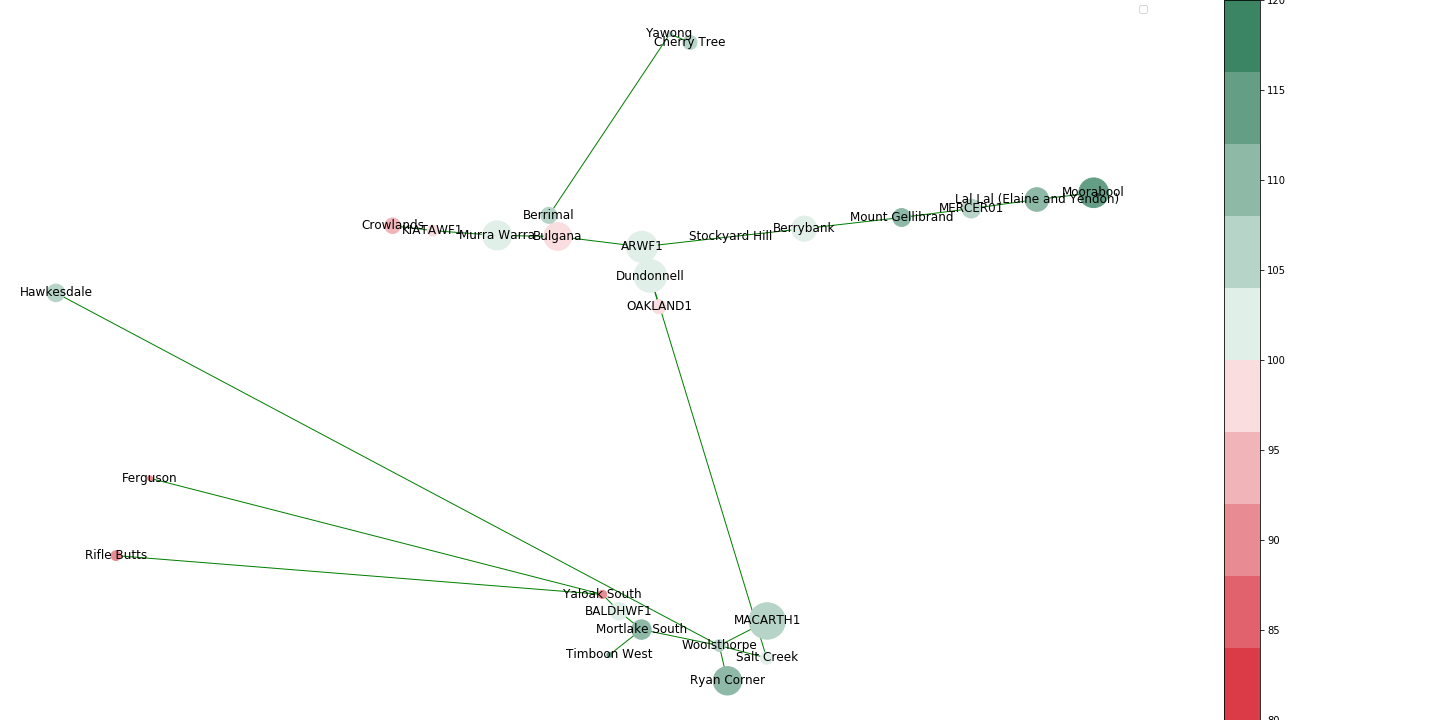 120
Yawong
Cherry Tree
115
110
Moorabool
Lal Lal (Elaine and Yendon)
MERCER01
Mount Gellibrand
Berrimal
Crowlands
KIATAWF1
Murra Warra
Bulgana
Stockyard Hill
Berrybank
ARWF1
105
Dundonnell
Hawkesdale
OAKLAND1
100
95
Ferguson
90
Rifle Butts
Yaloak South
BALDHWF1
MACARTH1
Mortlake South
85
Woolsthorpe
Timboon West
Salt Creek
Ryan Corner
80